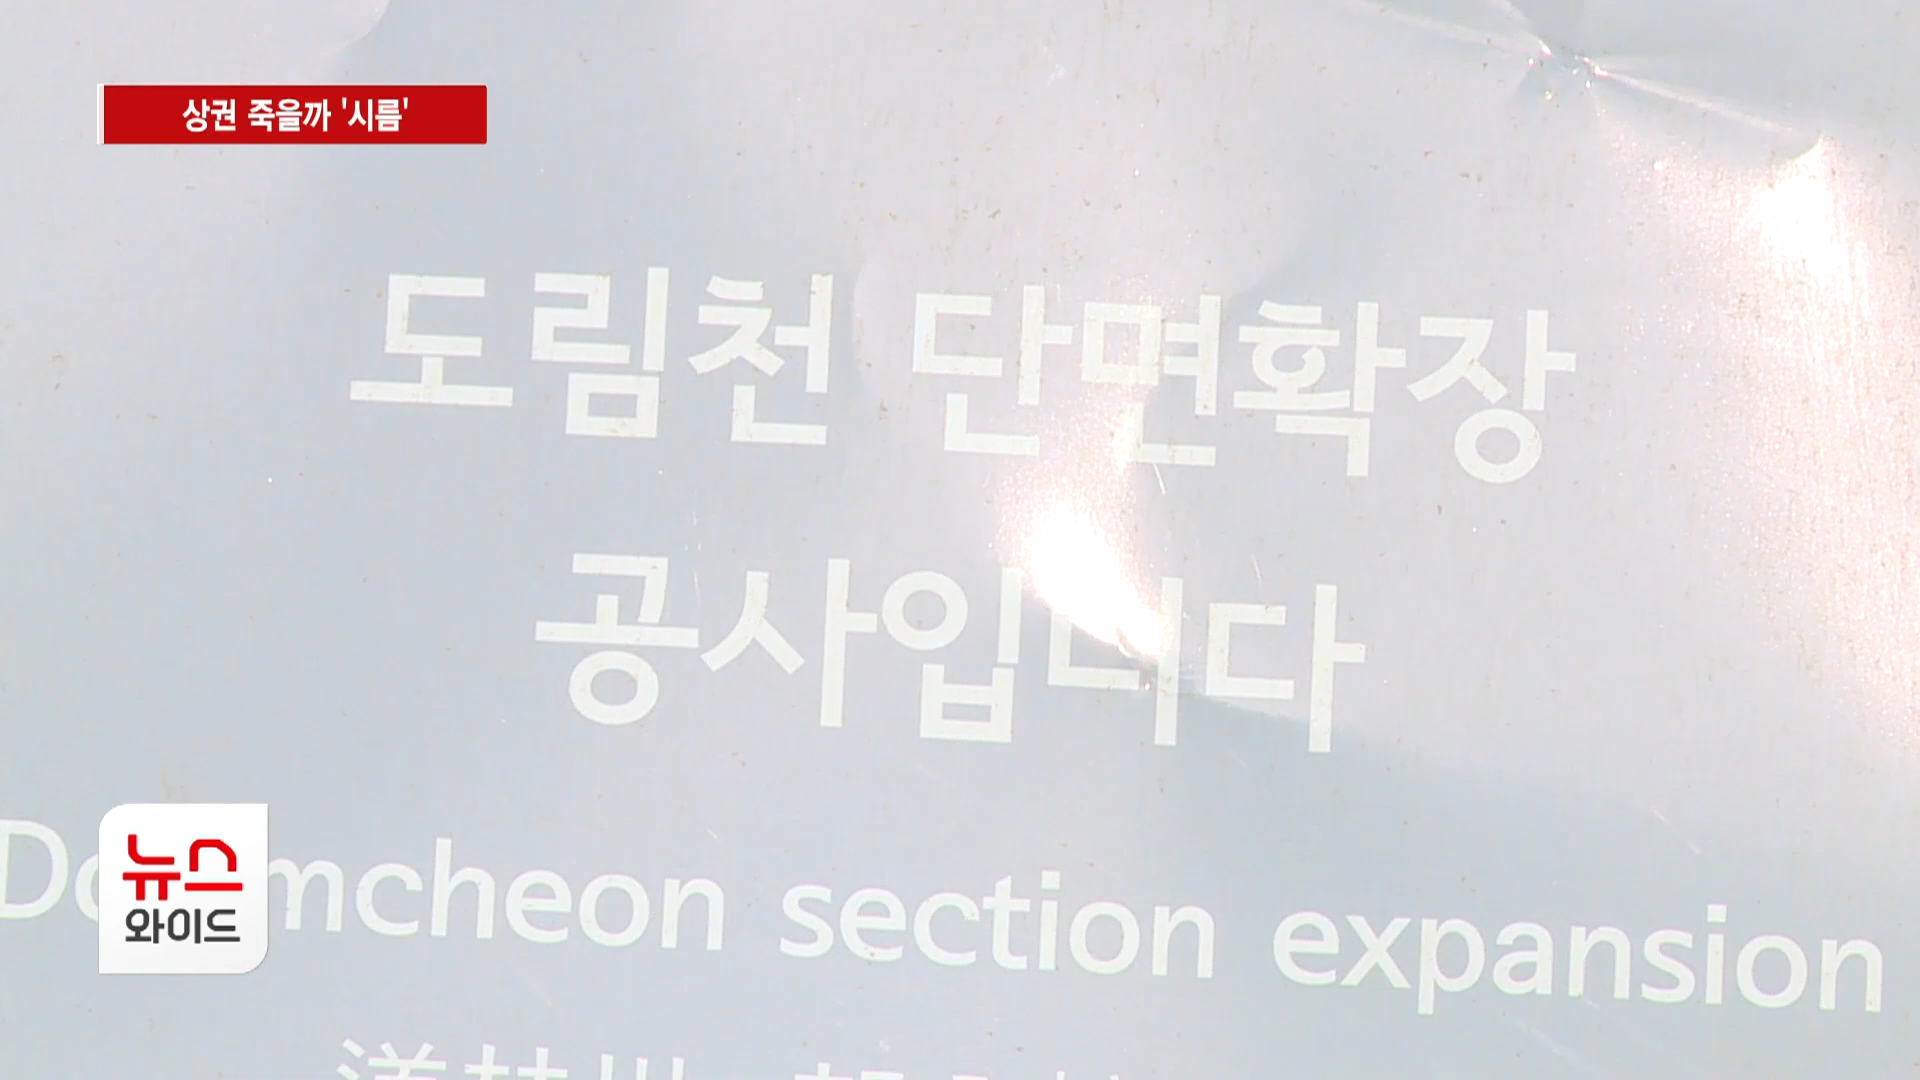 상권 죽을까 '시름'
도림천 단면확장
공사입니다
뉴스
와이드
mcheon section expansion